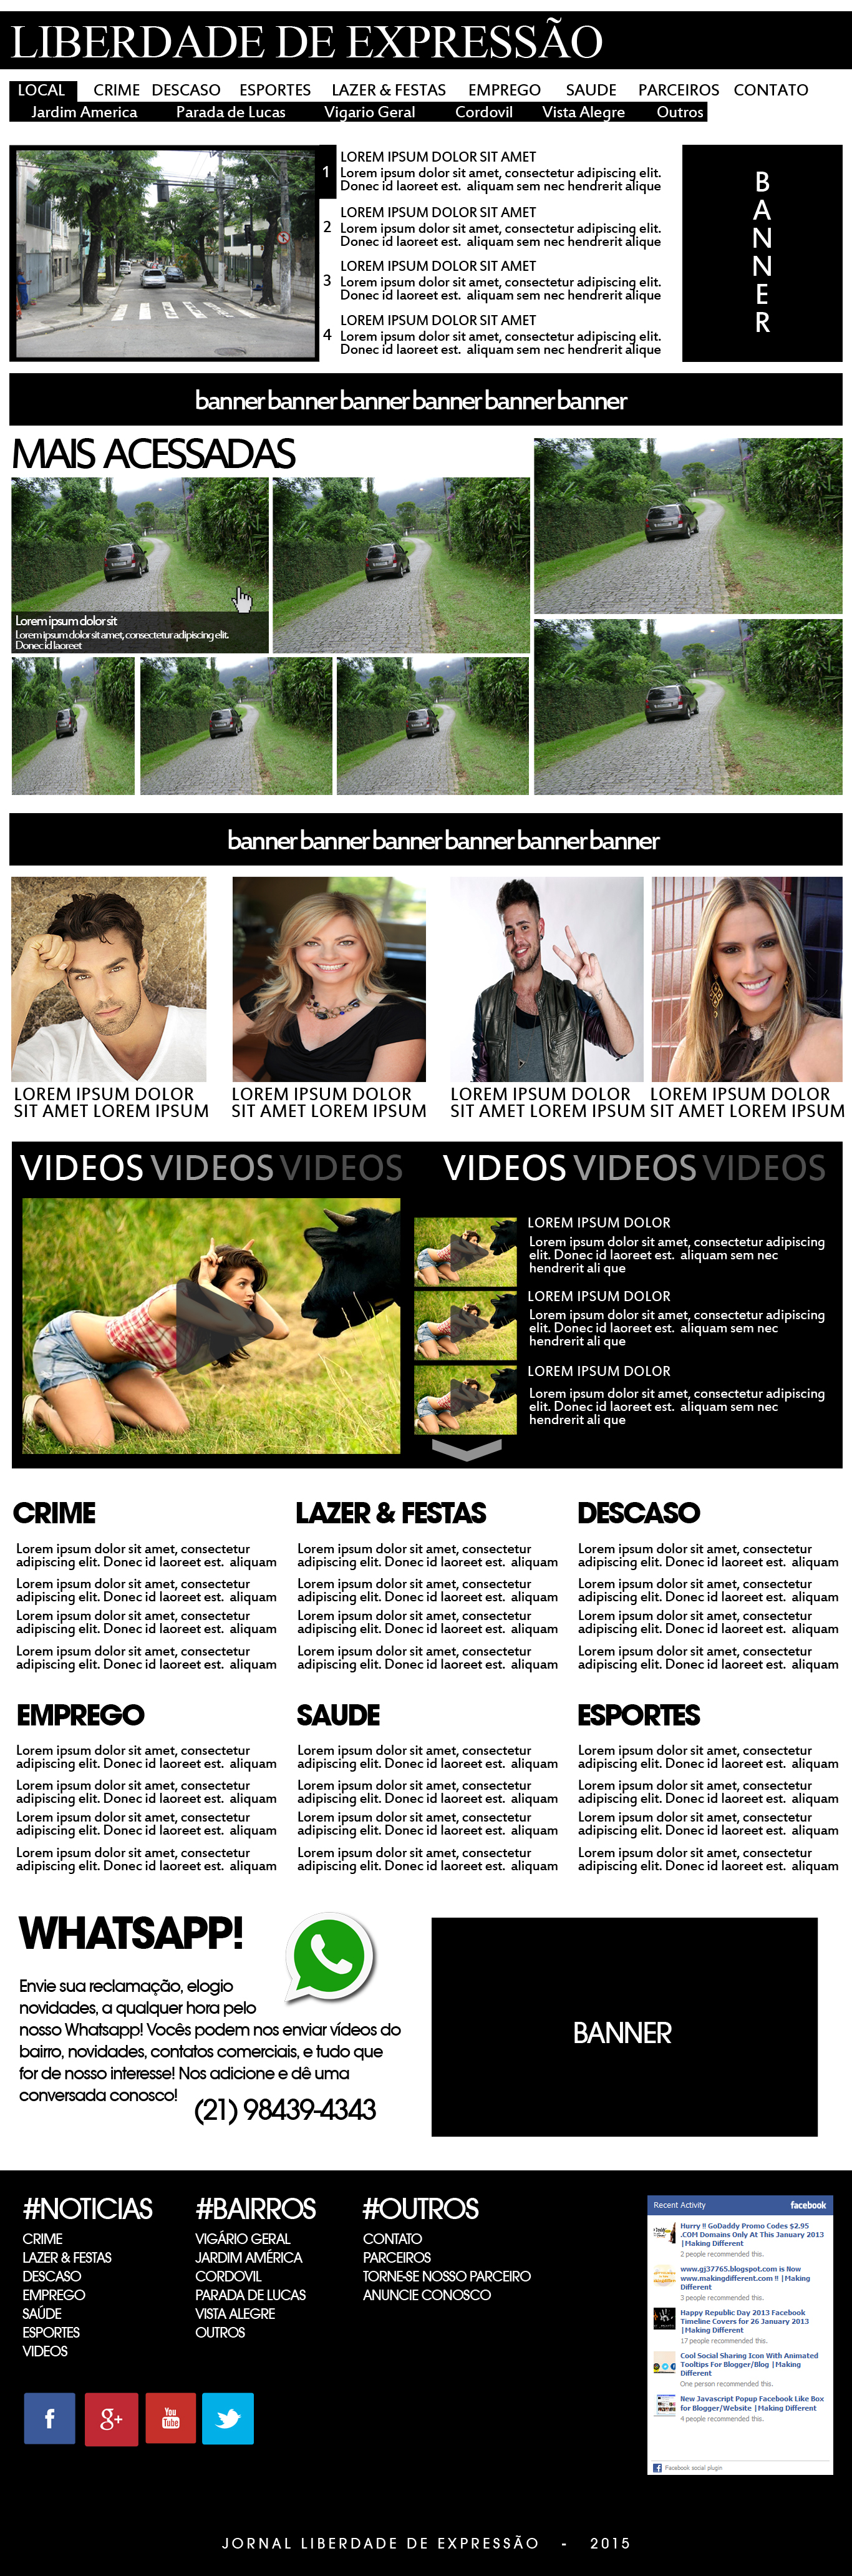 LIBERDADE DE EXPRESSÃO
LOCAL CRIME DESCASO ESPORTES LAZER & FESTAS EMPREGO SAUDE PARCEIROS CONTATO
Jardim America Parada de Lucas Vigario Geral Cordovil Vista Alegre Outros
1
LOREM IPSUM DOLOR SIT AMET
Lorem ipsum dolor sit amet, consectetur adipiscing elit.
Donec id laoreet est. aliquam sem nec hendrerit alique
2
LOREM IPSUM DOLOR SIT AMET
Lorem ipsum dolor sit amet, consectetur adipiscing elit.
Donec id laoreet est. aliquam sem nec hendrerit alique
3
LOREM IPSUM DOLOR SIT AMET
Lorem ipsum dolor sit amet, consectetur adipiscing elit.
Donec id laoreet est. aliquam sem nec hendrerit alique
4
LOREM IPSUM DOLOR SIT AMET
Lorem ipsum dolor sit amet, consectetur adipiscing elit.
Donec id laoreet est. aliquam sem nec hendrerit alique
B
A
N
N
E
R
banner banner banner banner banner banner
MAIS ACESSADAS
Lorem ipsum dolor sit
Lorem ipsum dolor sit amet, consectetur adipiscing elit.
Donec id laoreet
banner banner banner banner banner banner
LOREM IPSUM DOLOR
SIT AMET LOREM IPSUM
LOREM IPSUM DOLOR
SIT AMET LOREM IPSUM
LOREM IPSUM DOLOR
SIT AMET LOREM IPSUM
LOREM IPSUM DOLOR
SIT AMET LOREM IPSUM
VIDEOS VIDEOS VIDEOS
VIDEOS VIDEOS VIDEOS
LOREM IPSUM DOLOR
Lorem ipsum dolor sit amet, consectetur adipiscing
elit. Donec id laoreet est. aliquam sem nec
hendrerit ali que
LOREM IPSUM DOLOR
Lorem ipsum dolor sit amet, consectetur adipiscing
elit. Donec id laoreet est. aliquam sem nec
hendrerit ali que
LOREM IPSUM DOLOR
Lorem ipsum dolor sit amet, consectetur adipiscing
elit. Donec id laoreet est. aliquam sem nec
hendrerit ali que
CRIME
Lorem ipsum dolor sit amet, consectetur
adipiscing elit. Donec id laoreet est. aliquam
Lorem ipsum dolor sit amet, consectetur
adipiscing elit. Donec id laoreet est. aliquam
Lorem ipsum dolor sit amet, consectetur
adipiscing elit. Donec id laoreet est. aliquam
Lorem ipsum dolor sit amet, consectetur
adipiscing elit. Donec id laoreet est. aliquam
LAZER & FESTAS
Lorem ipsum dolor sit amet, consectetur
adipiscing elit. Donec id laoreet est. aliquam
Lorem ipsum dolor sit amet, consectetur
adipiscing elit. Donec id laoreet est. aliquam
Lorem ipsum dolor sit amet, consectetur
adipiscing elit. Donec id laoreet est. aliquam
Lorem ipsum dolor sit amet, consectetur
adipiscing elit. Donec id laoreet est. aliquam
DESCASO
Lorem ipsum dolor sit amet, consectetur
adipiscing elit. Donec id laoreet est. aliquam
Lorem ipsum dolor sit amet, consectetur
adipiscing elit. Donec id laoreet est. aliquam
Lorem ipsum dolor sit amet, consectetur
adipiscing elit. Donec id laoreet est. aliquam
Lorem ipsum dolor sit amet, consectetur
adipiscing elit. Donec id laoreet est. aliquam
EMPREGO
Lorem ipsum dolor sit amet, consectetur
adipiscing elit. Donec id laoreet est. aliquam
Lorem ipsum dolor sit amet, consectetur
adipiscing elit. Donec id laoreet est. aliquam
Lorem ipsum dolor sit amet, consectetur
adipiscing elit. Donec id laoreet est. aliquam
Lorem ipsum dolor sit amet, consectetur
adipiscing elit. Donec id laoreet est. aliquam
SAUDE
Lorem ipsum dolor sit amet, consectetur
adipiscing elit. Donec id laoreet est. aliquam
Lorem ipsum dolor sit amet, consectetur
adipiscing elit. Donec id laoreet est. aliquam
Lorem ipsum dolor sit amet, consectetur
adipiscing elit. Donec id laoreet est. aliquam
Lorem ipsum dolor sit amet, consectetur
adipiscing elit. Donec id laoreet est. aliquam
ESPORTES
Lorem ipsum dolor sit amet, consectetur
adipiscing elit. Donec id laoreet est. aliquam
Lorem ipsum dolor sit amet, consectetur
adipiscing elit. Donec id laoreet est. aliquam
Lorem ipsum dolor sit amet, consectetur
adipiscing elit. Donec id laoreet est. aliquam
Lorem ipsum dolor sit amet, consectetur
adipiscing elit. Donec id laoreet est. aliquam
WHATSAPP!
Envie sua reclamação, elogio
novidades, a qualquer hora pelo
nosso Whatsapp! Vocês podem nos enviar vídeos do
bairro, novidades, contatos comerciais, e tudo que
for de nosso interesse! Nos adicione e dê uma
conversada conosco!
(21) 98439-4343
BANNER
#NOTICIAS
CRIME
LAZER & FESTAS
DESCASO
EMPREGO
SAÚDE
ESPORTES
VIDEOS
#BAIRROS
VIGÁRIO GERAL
JARDIM AMÉRICA
CORDOVIL
PARADA DE LUCAS
VISTA ALEGRE
OUTROS
#OUTROS
CONTATO
PARCEIROS
TORNE-SE NOSSO PARCEIRO
ANUNCIE CONOSCO
Recent Activity facebook
Hurry !! GoDaddy Promo Codes $2.95
.COM Domains Only At This January 2013
|Making Different
2 people recommended this.
www.gj37765.blogspot.com is Now
www.makingdifferent.com !! |Making
Different
3 people recommended this.
Happy Republic Day 2013 Facebook
Timeline Covers for 26 January 2013
|Making Different
17 people recommended this.
Cool Social Sharing Icon With Animated
Tooltips For Blogger/Blog |Making
Different
One person recommended this.
New Javascript Popup Facebook Like Box
for Blogger/Website |Making Different
4 people recommended this.
Facebook social plugin
f g+ You Tube
JORNAL LIBERDADE DE EXPRESSÃO - 2015